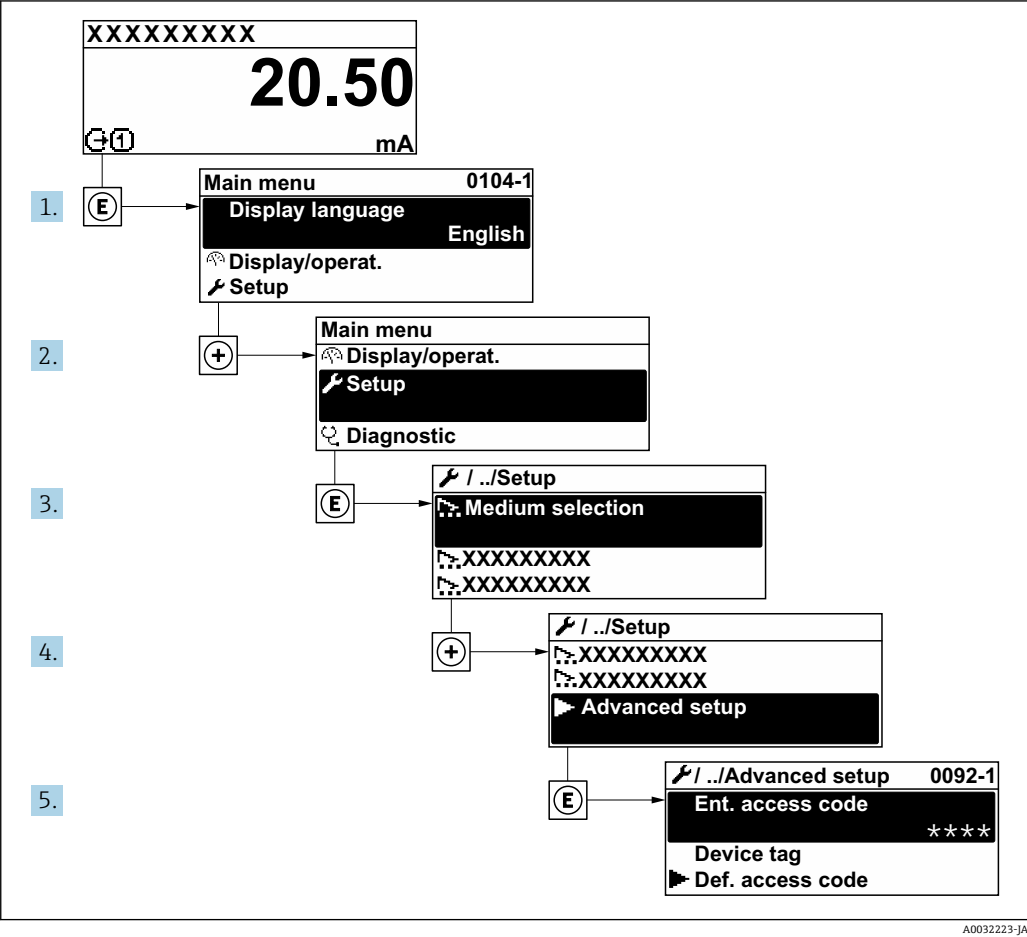 XXXXXXXXX
20.50
1 mA
1. E
Main menu 0104-1
Display language
English
Display/operat.
Setup
2. +
Main menu
Display/operat.
Setup
Diagnostic
3. E
/ ../Setup
Medium selection
XXXXXXXXX
XXXXXXXXX
4. +
/ ../Setup
XXXXXXXXX
XXXXXXXXX
Advanced setup
5. E
/ ../Advanced setup 0092-1
Ent. access code
****
Device tag
Def. access code
A0032223-JA